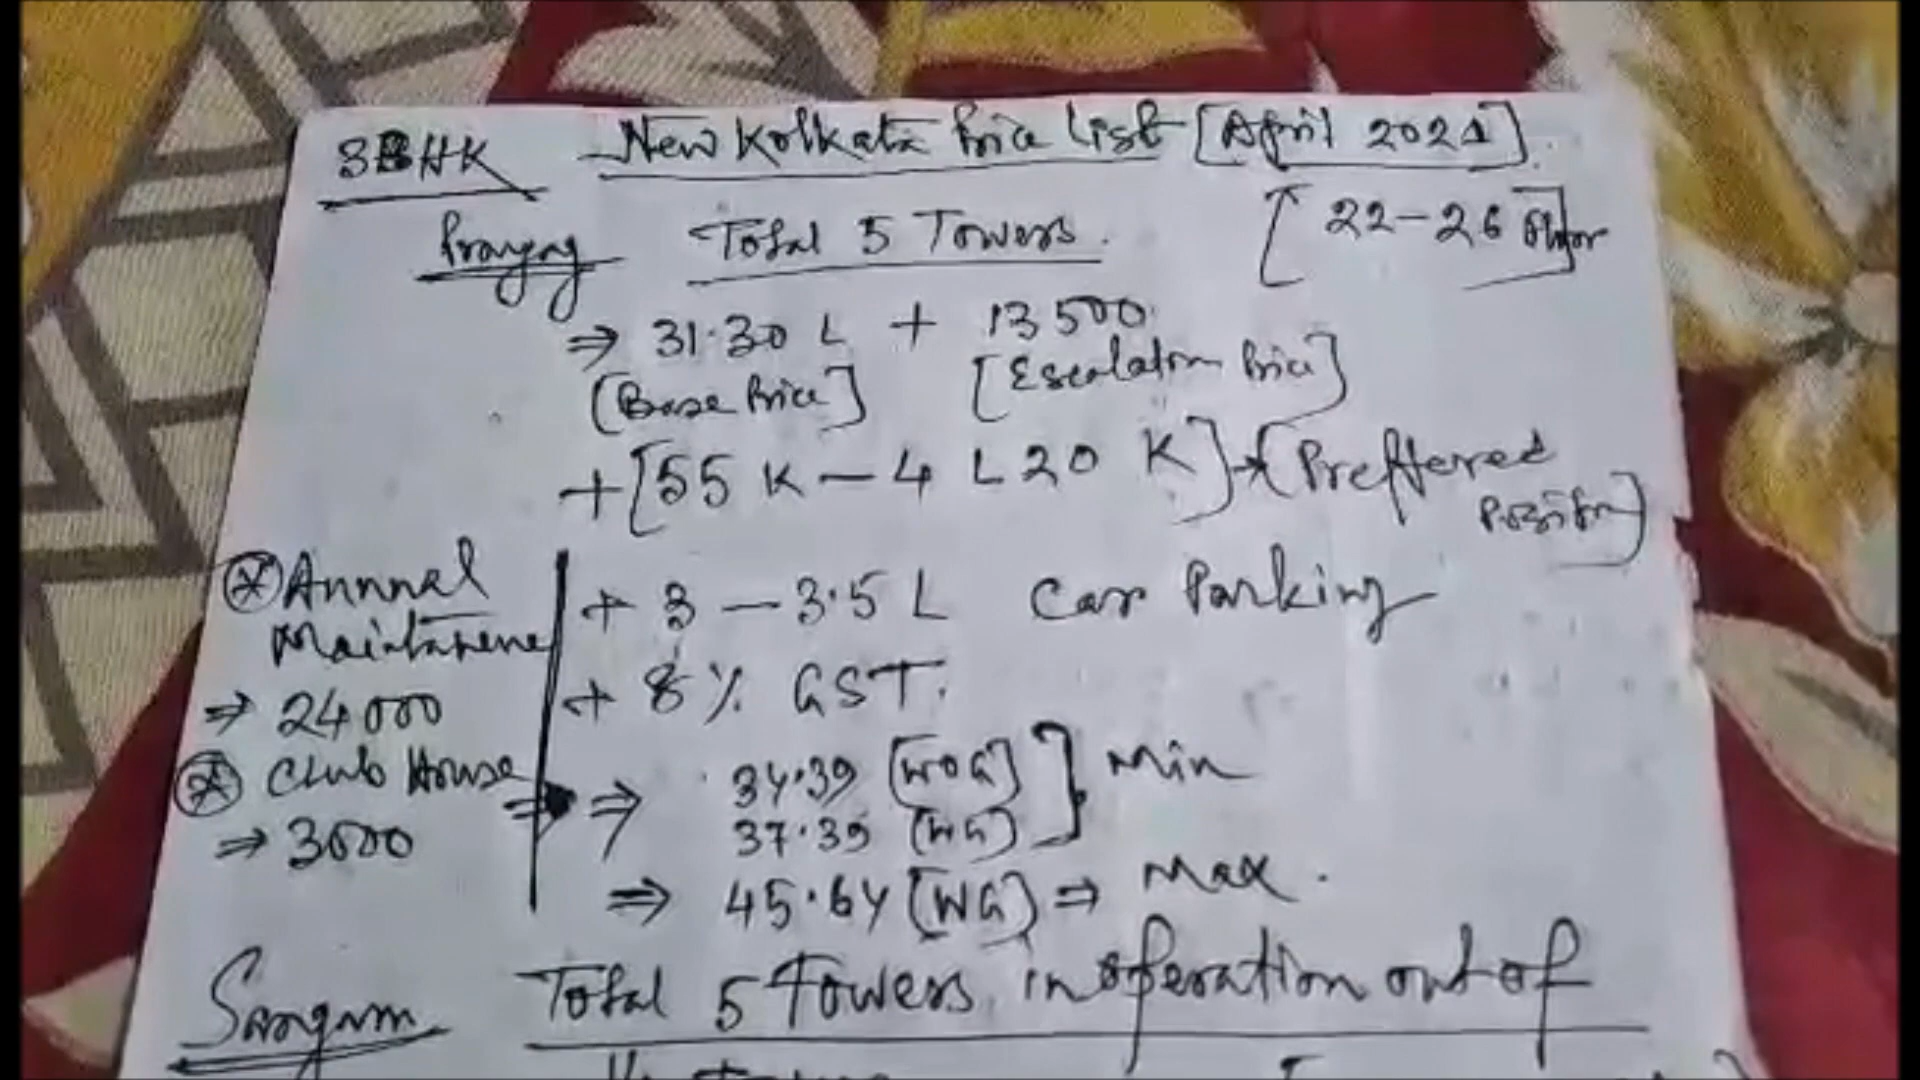 3BHK New Kolkata Price List [April 2021]
Prayag Total 5 Towers. [22-26 Floor]
⇒ 31.30 L + 13500
[Base Price] [Escalation Price]
+ [55 K - 4 L 20 K] → [Preffered
Position]
+ 3 - 3.5 L Car Parking
+ 8 % GST.
⇒ 34.39 [WOG] ] Min
37.39 [WG]
⇒ 45.64 [WG] ⇒ Max.
Annual
Maintanene
⇒ 24000
Club House ⇒
⇒ 3000
Sangam Total 5 Towers in operation out of